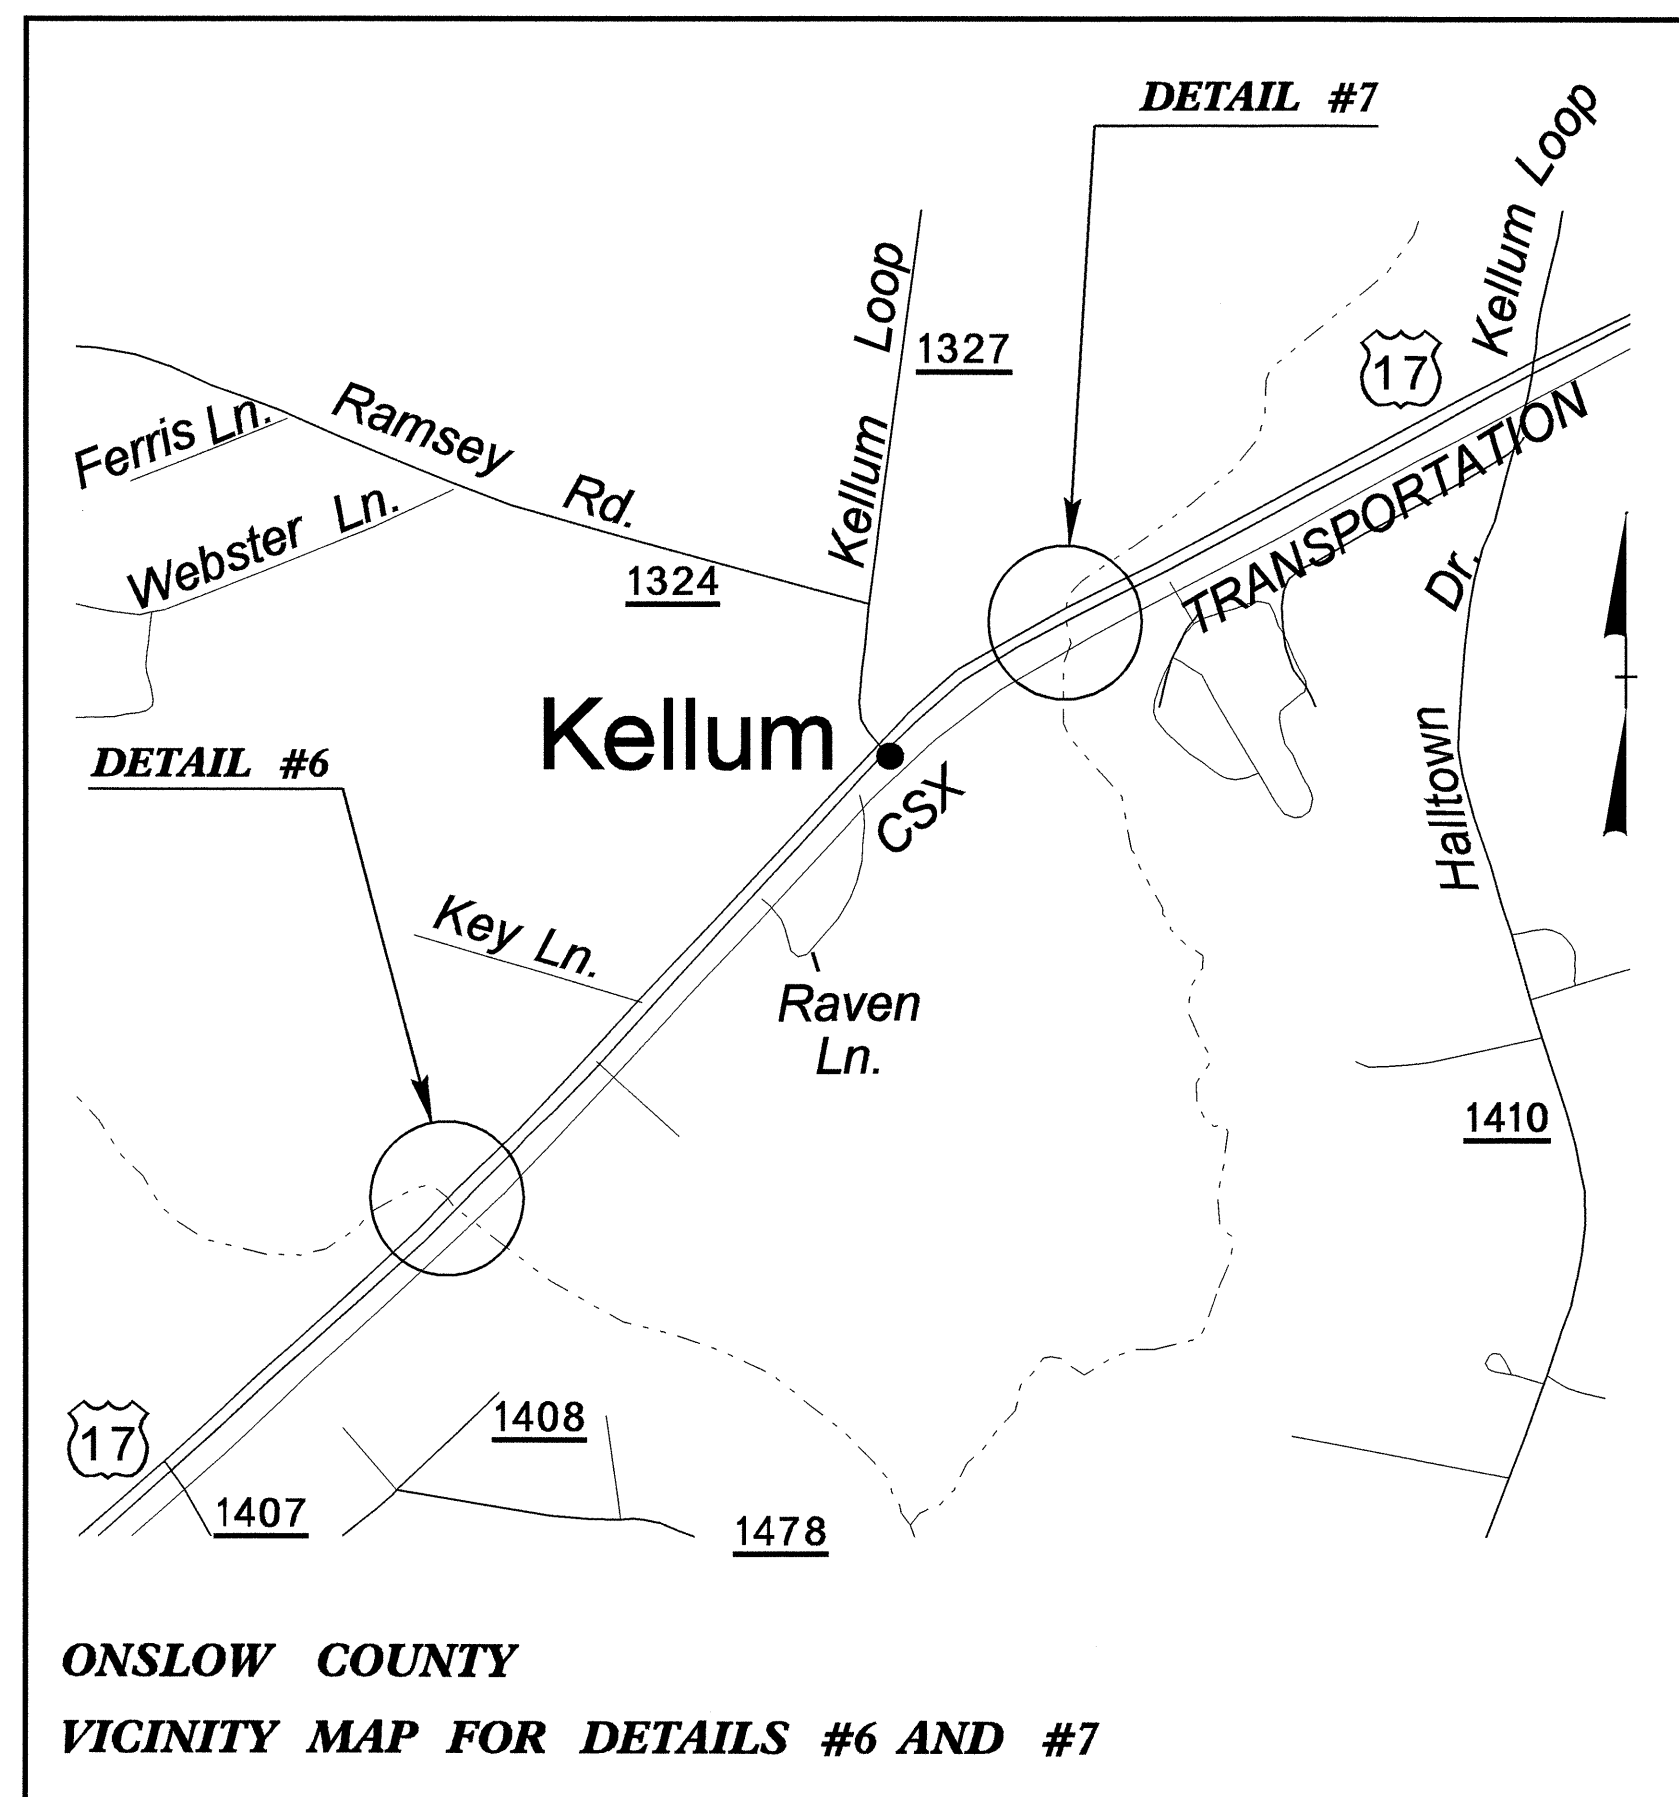 DETAIL #7
Kellum Loop
Kellum Loop
1327
17
Ferris Ln.
Ramsey Rd.
Webster Ln.
1324
TRANSPORTATION
Halltown Dr.
Kellum
DETAIL #6
CSX
Key Ln.
Raven
Ln.
1410
17
1408
1407
1478
ONSLOW COUNTY
VICINITY MAP FOR DETAILS #6 AND #7